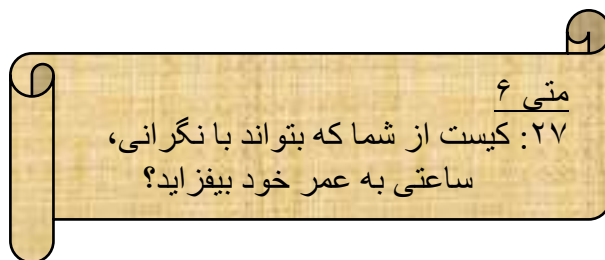 متی ۶
۲۷: کیست از شما که بتواند با نگرانی،
ساعتی به عمر خود بیفزاید؟